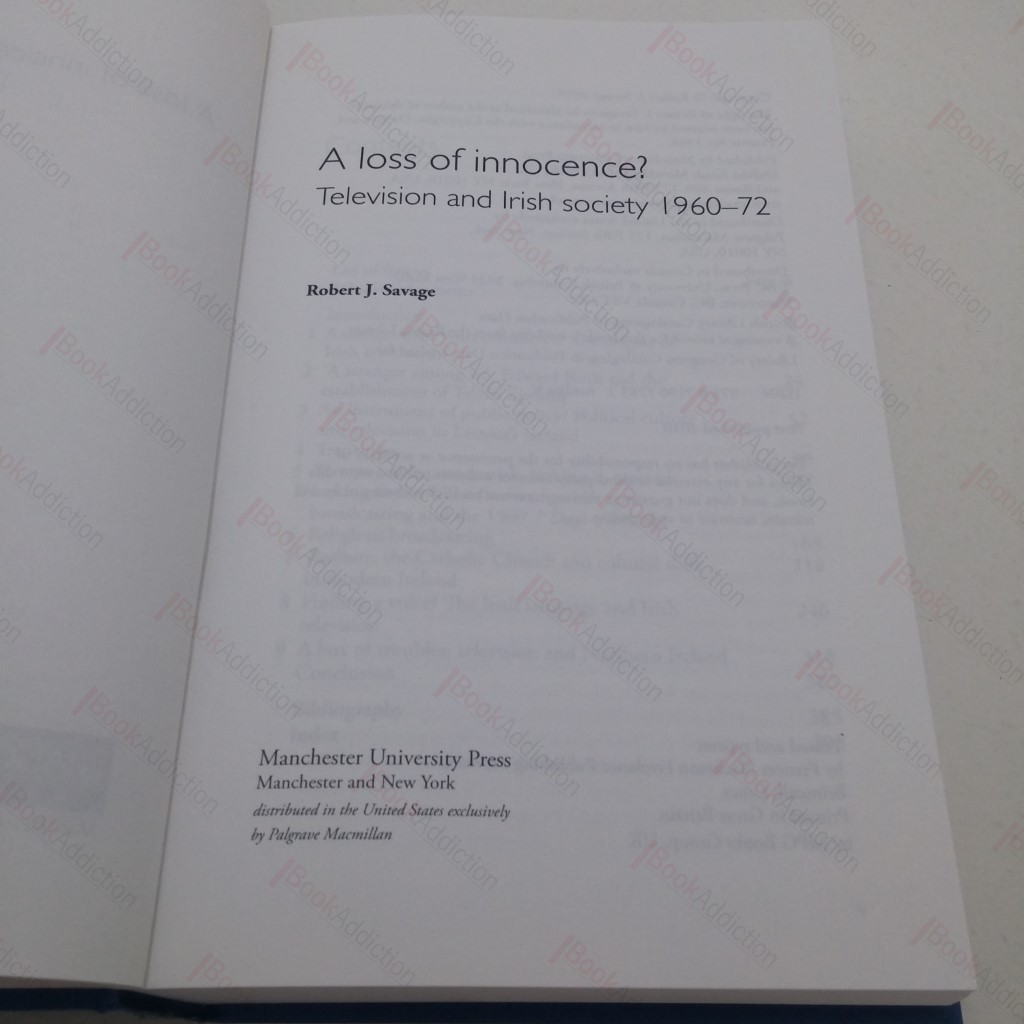 A loss of innocence?
Television and Irish society 1960–72
Robert J. Savage
Manchester University Press
Manchester and New York
distributed in the United States exclusively
by Palgrave Macmillan
BookAddiction